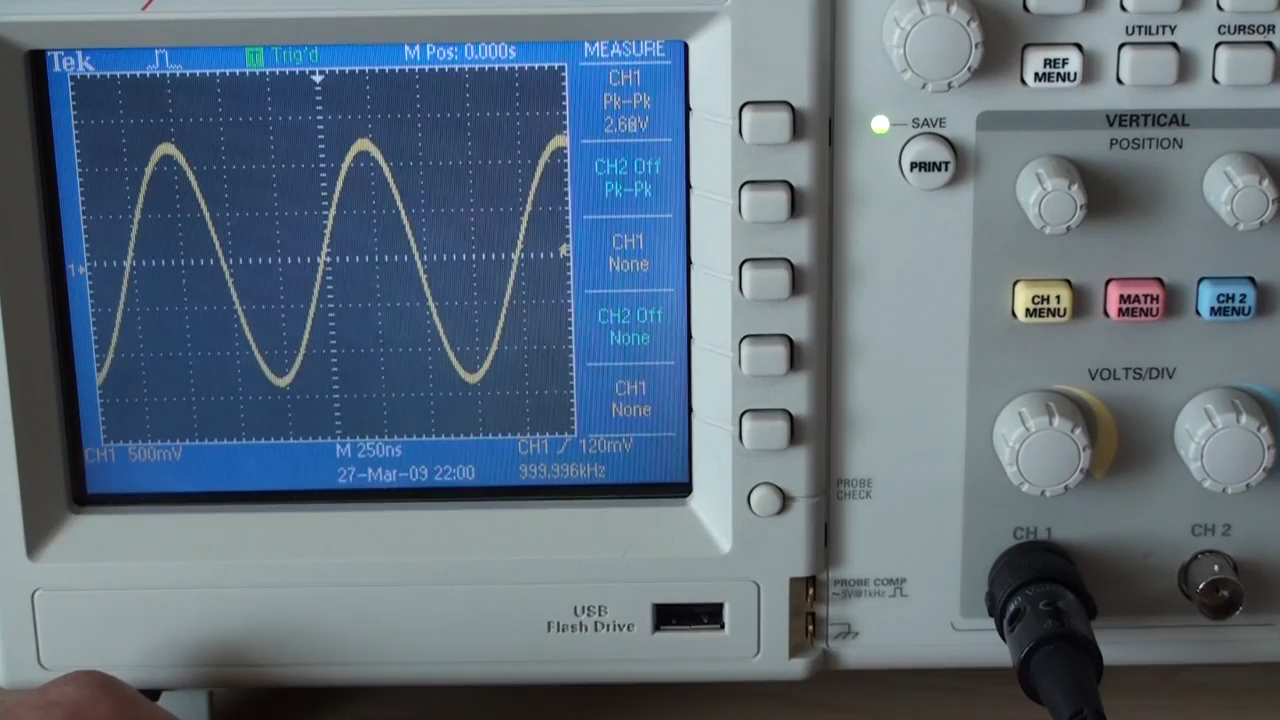 Tek
Trig'd
M Pos: 0.000s
MEASURE
CH1
Pk-Pk
CH2 Off
Pk-Pk
CH1
None
CH2 Off
None
CH1
None
1
CH1 500mV
M 250ns
CH1 120mV
27-Mar-09 22:00
999.996kHz
USB
Flash Drive
PROBE
CHECK
PROBE COMP
~5V@1kHz
SAVE
PRINT
REF
MENU
UTILITY
CURSOR
VERTICAL
POSITION
CH 1
MENU
MATH
MENU
CH 2
MENU
VOLTS/DIV
CH 1
CH 2